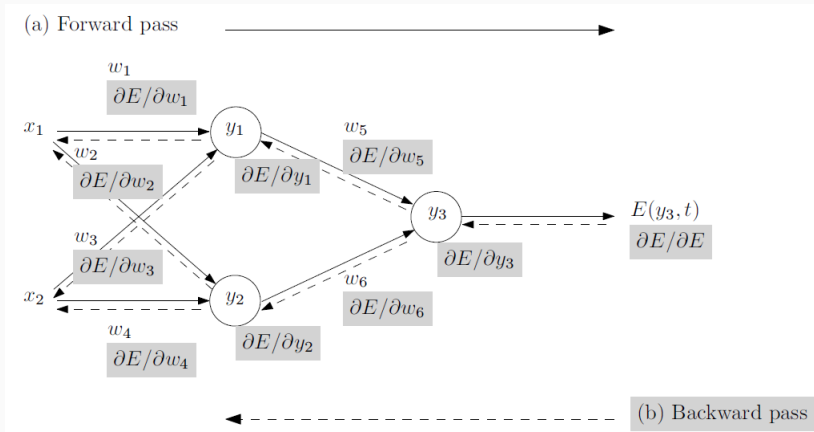 (a) Forward pass
w₁
∂E/∂w₁
x₁
y₁
w₅
w₂
∂E/∂w₅
∂E/∂w₂
∂E/∂y₁
y₃
E(y₃, t)
w₃
∂E/∂E
∂E/∂w₃
∂E/∂y₃
w₆
x₂
y₂
∂E/∂w₆
w₄
∂E/∂y₂
∂E/∂w₄
(b) Backward pass